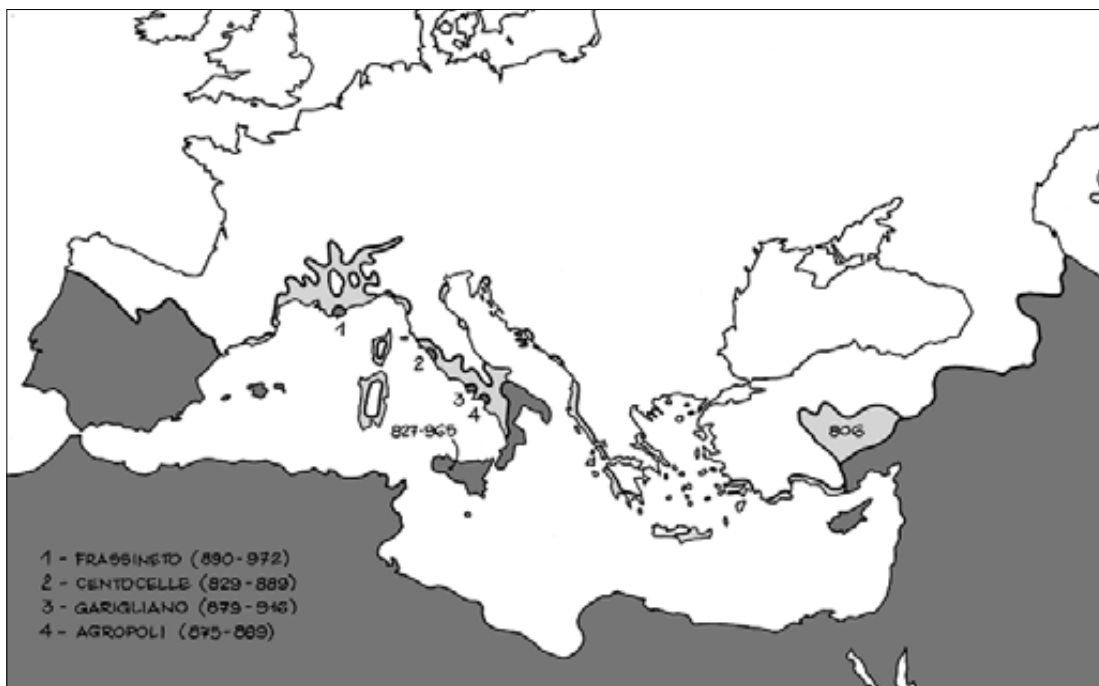 1
2
3
4
827-965
806
1 - FRASSINETO (890-972)
2 - CENTOCELLE (829-889)
3 - GARIGLIANO (879-916)
4 - AGROPOLI (875-889)